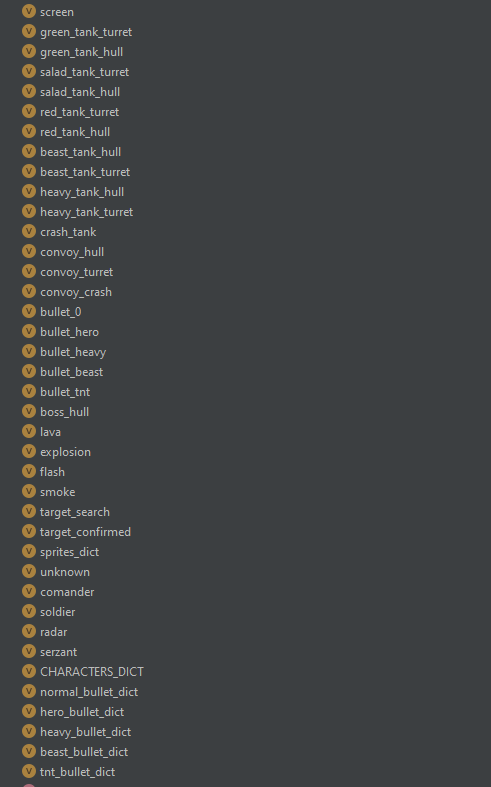 V screen
V green_tank_turret
V green_tank_hull
V salad_tank_turret
V salad_tank_hull
V red_tank_turret
V red_tank_hull
V beast_tank_hull
V beast_tank_turret
V heavy_tank_hull
V heavy_tank_turret
V crash_tank
V convoy_hull
V convoy_turret
V convoy_crash
V bullet_0
V bullet_hero
V bullet_heavy
V bullet_beast
V bullet_tnt
V boss_hull
V lava
V explosion
V flash
V smoke
V target_search
V target_confirmed
V sprites_dict
V unknown
V comander
V soldier
V radar
V serzant
V CHARACTERS_DICT
V normal_bullet_dict
V hero_bullet_dict
V heavy_bullet_dict
V beast_bullet_dict
V tnt_bullet_dict